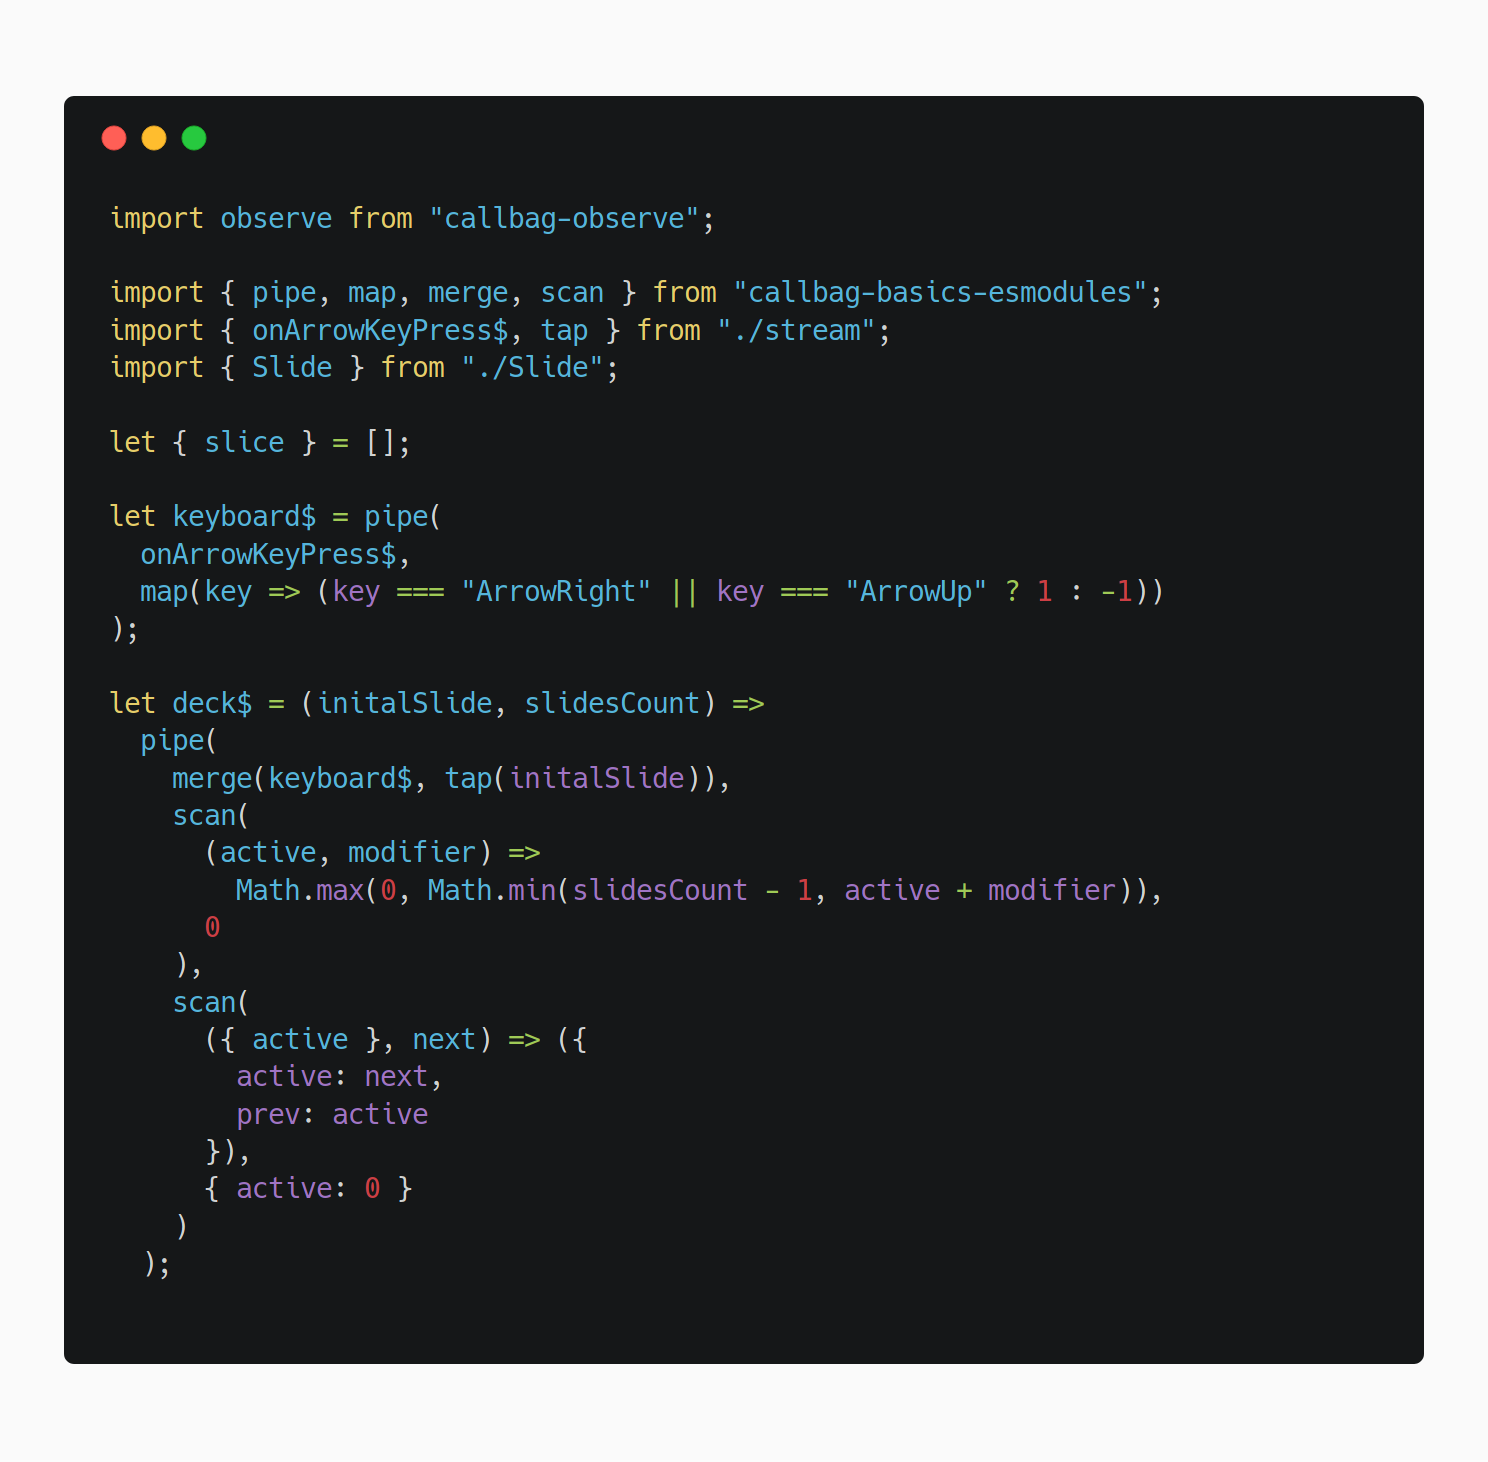 import observe from "callbag-observe";

import { pipe, map, merge, scan } from "callbag-basics-esmodules";
import { onArrowKeyPress$, tap } from "./stream";
import { Slide } from "./Slide";

let { slice } = [];

let keyboard$ = pipe(
  onArrowKeyPress$,
  map(key => (key === "ArrowRight" || key === "ArrowUp" ? 1 : -1))
);

let deck$ = (initalSlide, slidesCount) =>
  pipe(
    merge(keyboard$, tap(initalSlide)),
    scan(
      (active, modifier) =>
        Math.max(0, Math.min(slidesCount - 1, active + modifier)),
      0
    ),
    scan(
      ({ active }, next) => ({
        active: next,
        prev: active
      }),
      { active: 0 }
    )
  );